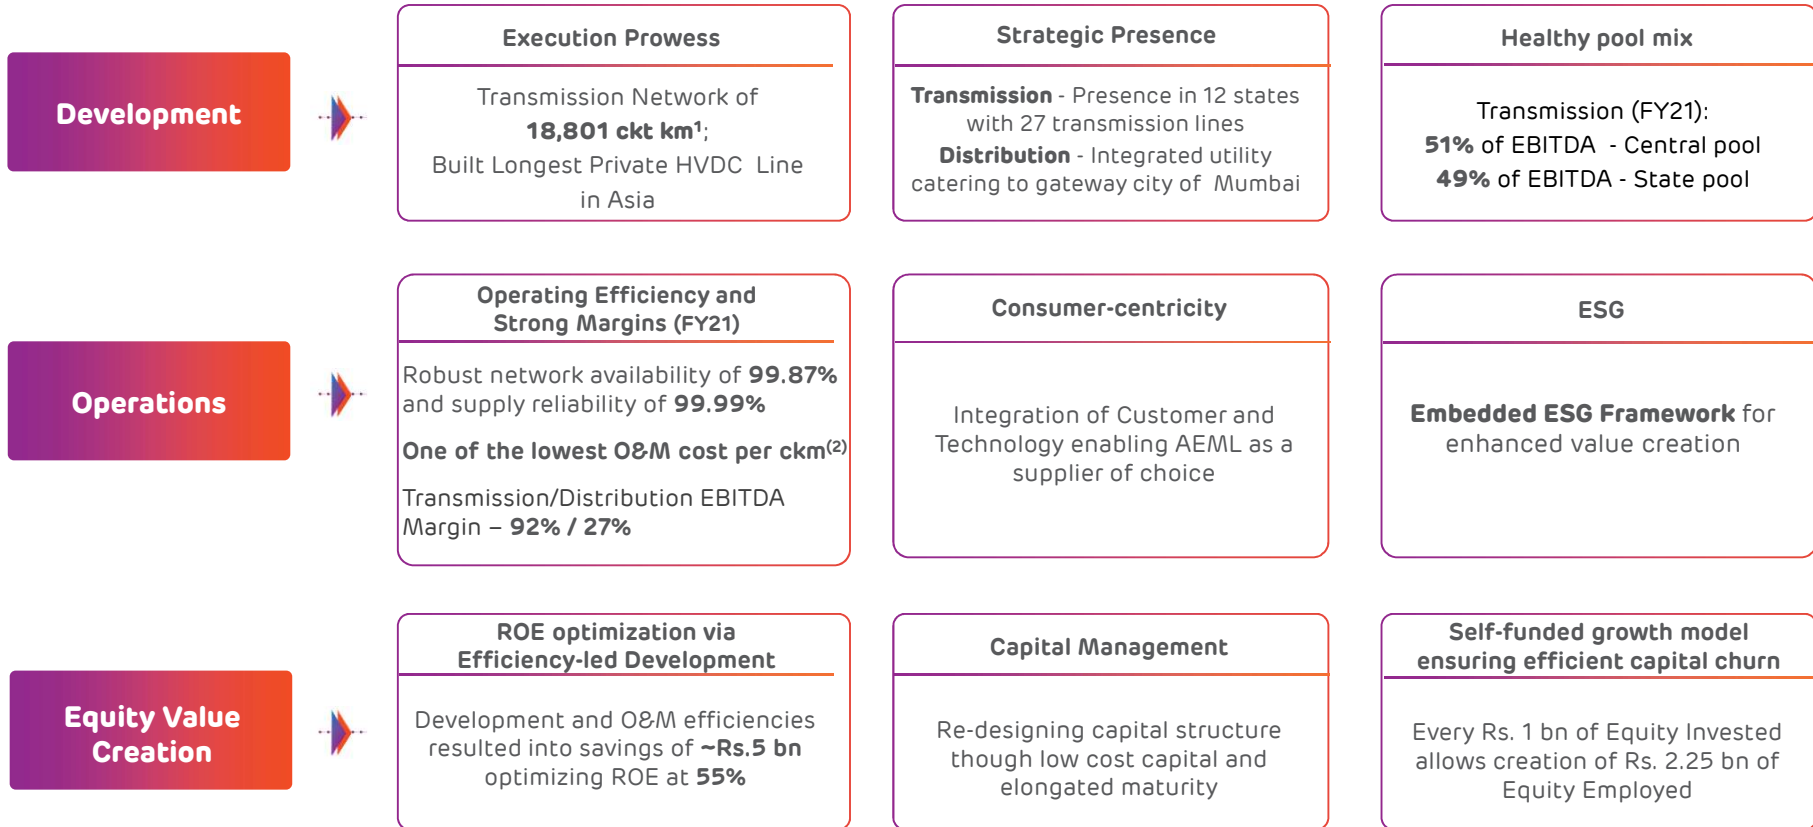 Development
Execution Prowess
Transmission Network of
18,801 ckt km¹;
Built Longest Private HVDC Line
in Asia
Strategic Presence
Transmission - Presence in 12 states
with 27 transmission lines
Distribution - Integrated utility
catering to gateway city of Mumbai
Healthy pool mix
Transmission (FY21):
51% of EBITDA - Central pool
49% of EBITDA - State pool
Operations
Operating Efficiency and
Strong Margins (FY21)
Robust network availability of 99.87%
and supply reliability of 99.99%
One of the lowest O&M cost per ckm(2)
Transmission/Distribution EBITDA
Margin – 92% / 27%
Consumer-centricity
Integration of Customer and
Technology enabling AEML as a
supplier of choice
ESG
Embedded ESG Framework for
enhanced value creation
Equity Value
Creation
ROE optimization via
Efficiency-led Development
Development and O&M efficiencies
resulted into savings of ~Rs.5 bn
optimizing ROE at 55%
Capital Management
Re-designing capital structure
though low cost capital and
elongated maturity
Self-funded growth model
ensuring efficient capital churn
Every Rs. 1 bn of Equity Invested
allows creation of Rs. 2.25 bn of
Equity Employed